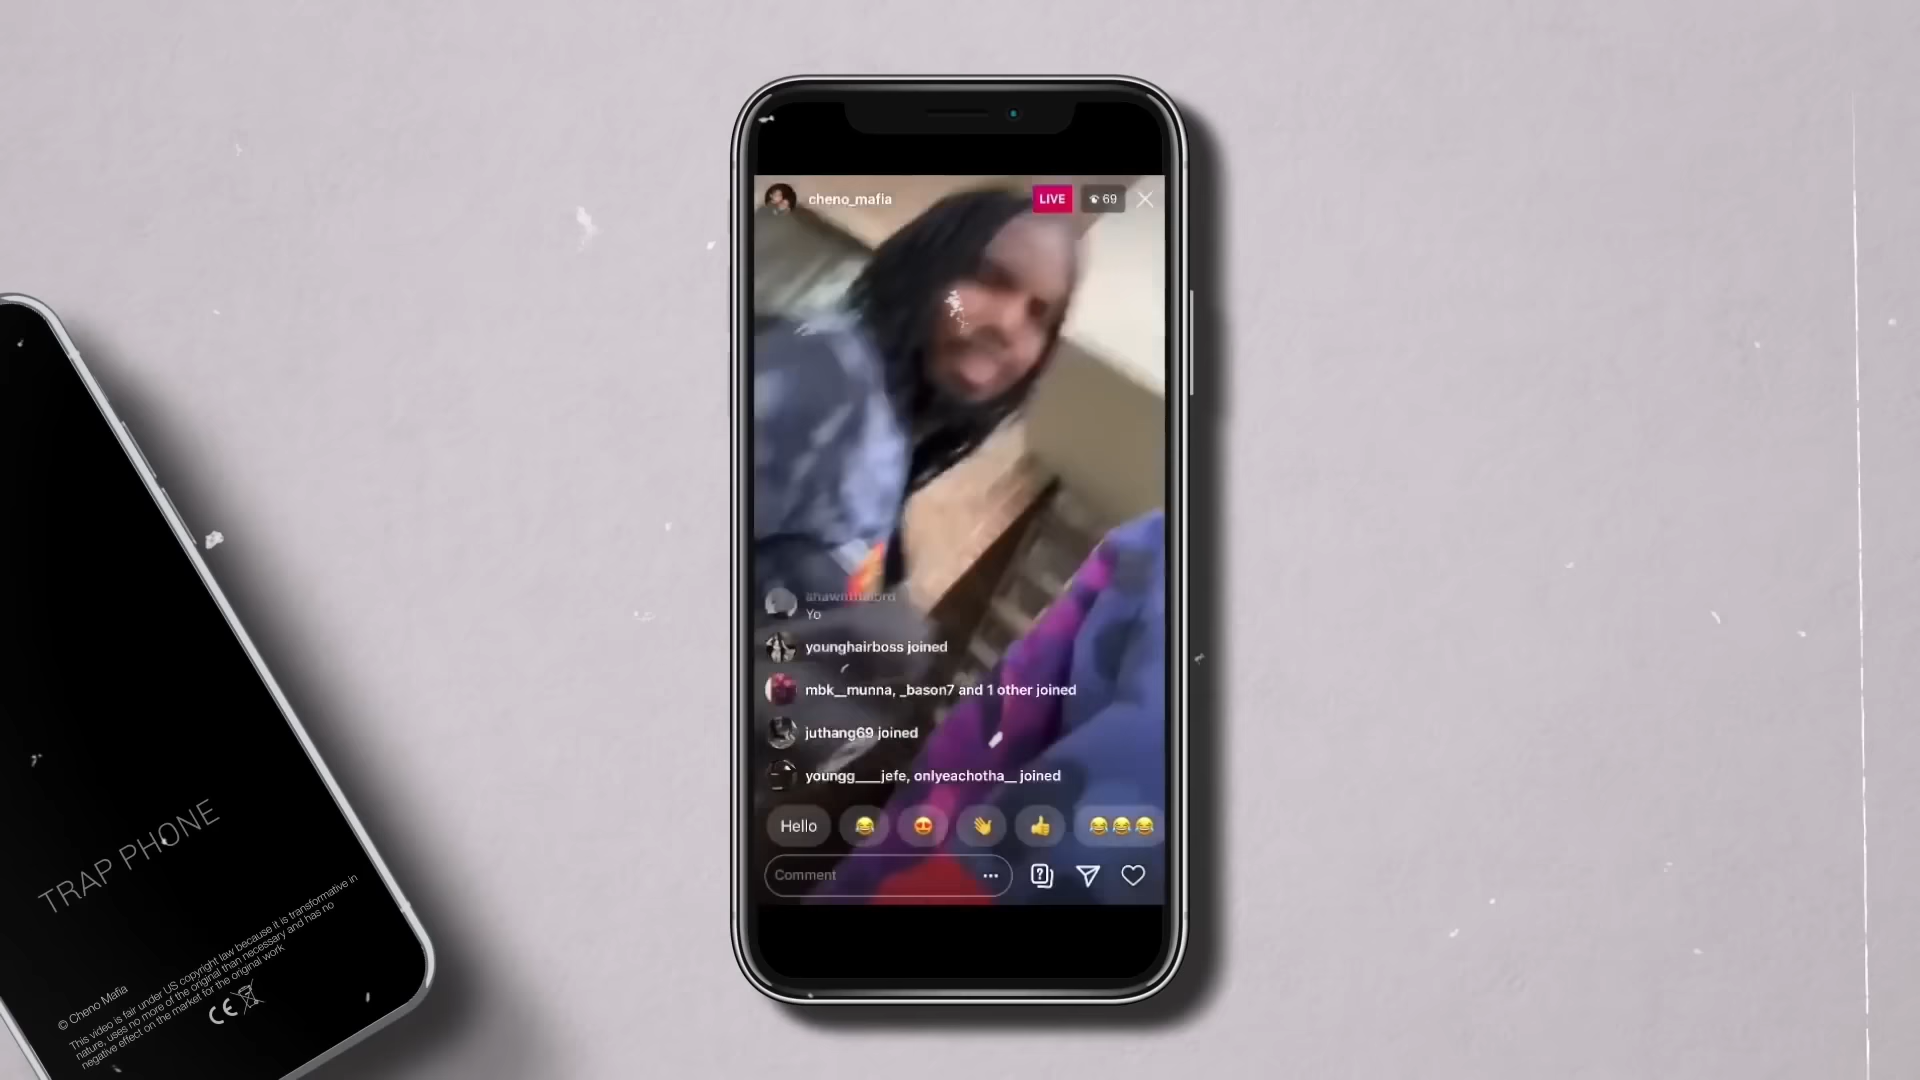 cheno_mafia
LIVE
69
Yo
younghairboss joined
mbk__munna, _bason7 and 1 other joined
juthang69 joined
youngg___jefe, onlyeachotha__ joined
Hello
Comment
TRAP PHONE
© Cheno Mafia
This video is fair under US copyright law because it is transformative in
nature, uses no more of the original than necessary and has no
negative effect on the market for the original work
CE